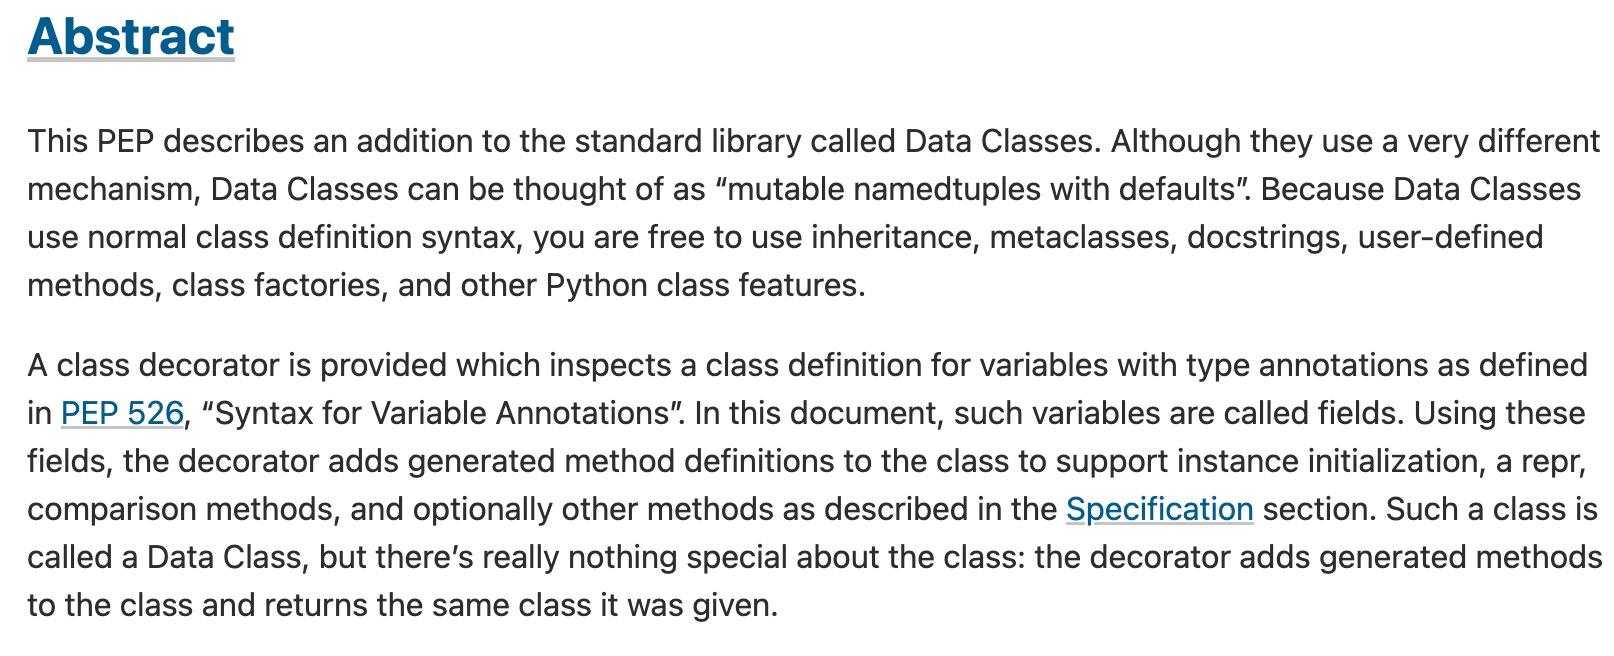 Abstract
This PEP describes an addition to the standard library called Data Classes. Although they use a very different
mechanism, Data Classes can be thought of as “mutable namedtuples with defaults”. Because Data Classes
use normal class definition syntax, you are free to use inheritance, metaclasses, docstrings, user-defined
methods, class factories, and other Python class features.
A class decorator is provided which inspects a class definition for variables with type annotations as defined
in PEP 526, “Syntax for Variable Annotations”. In this document, such variables are called fields. Using these
fields, the decorator adds generated method definitions to the class to support instance initialization, a repr,
comparison methods, and optionally other methods as described in the Specification section. Such a class is
called a Data Class, but there’s really nothing special about the class: the decorator adds generated methods
to the class and returns the same class it was given.